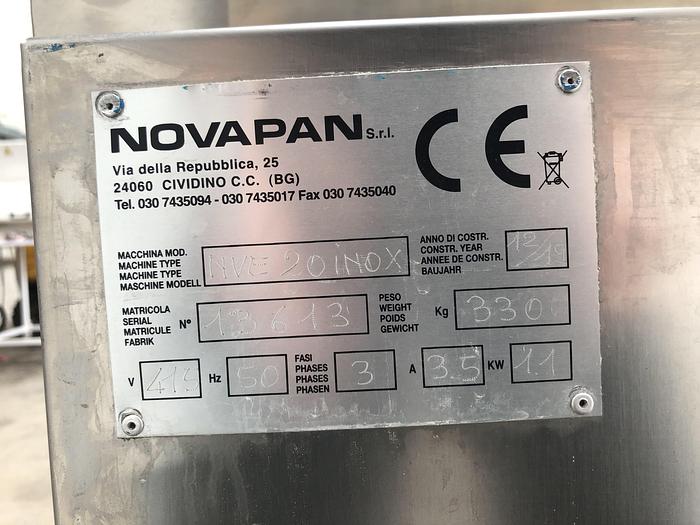 NOVAPAN S.r.l.
CE
Via della Repubblica, 25
24060 CIVIDINO C.C. (BG)
Tel. 030 7435094 - 030 7435017 Fax 030 7435040
MACCHINA MOD.
MACHINE TYPE
MACHINE TYPE
MASCHINE MODELL
NVE 20 INOX
ANNO DI COSTR.
CONSTR. YEAR
ANNEE DE CONSTR.
BAUJAHR
MATRICOLA
SERIAL
MATRICULE
FABRIK
N° 13613
PESO
WEIGHT
POIDS
GEWICHT
Kg 330
V 415 Hz 50
FASI
PHASES
PHASES
PHASEN
3 A 3.5 KW 1.1